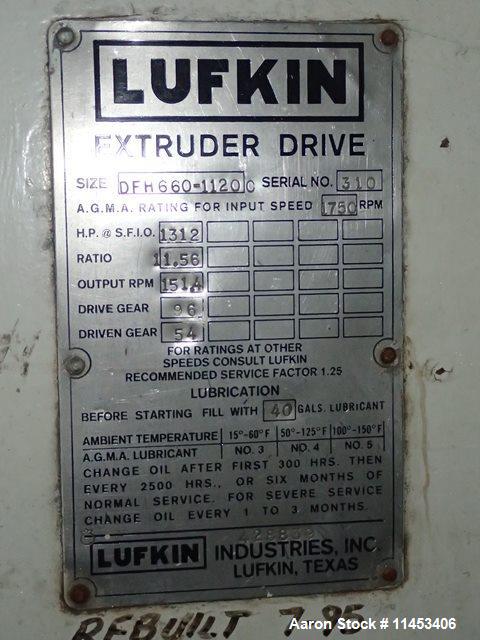 LUFKIN
EXTRUDER DRIVE
SIZE DFH660-1120C SERIAL NO. 310
A.G.M.A. RATING FOR INPUT SPEED 1750 RPM
H.P. @ S.F.I.O. 1312
RATIO 11.56
OUTPUT RPM 151.4
DRIVE GEAR 96
DRIVEN GEAR 54
FOR RATINGS AT OTHER
SPEEDS CONSULT LUFKIN
RECOMMENDED SERVICE FACTOR 1.25
LUBRICATION
BEFORE STARTING FILL WITH 40 GALS. LUBRICANT
AMBIENT TEMPERATURE 15°-60°F 50°-125°F 100°-150°F
A.G.M.A. LUBRICANT NO. 3 NO. 4 NO. 5
CHANGE OIL AFTER FIRST 300 HRS. THEN
EVERY 2500 HRS., OR SIX MONTHS OF
NORMAL SERVICE. FOR SEVERE SERVICE
CHANGE OIL EVERY 1 TO 3 MONTHS.
LUFKIN INDUSTRIES, INC.
LUFKIN, TEXAS
REBUILT 7-95
Aaron Stock # 11453406